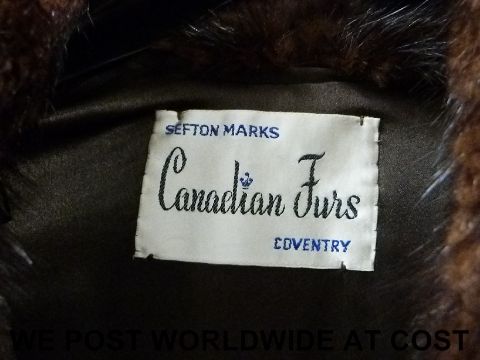 SEFTON MARKS
Canadian Furs
COVENTRY
WE POST WORLDWIDE AT COST